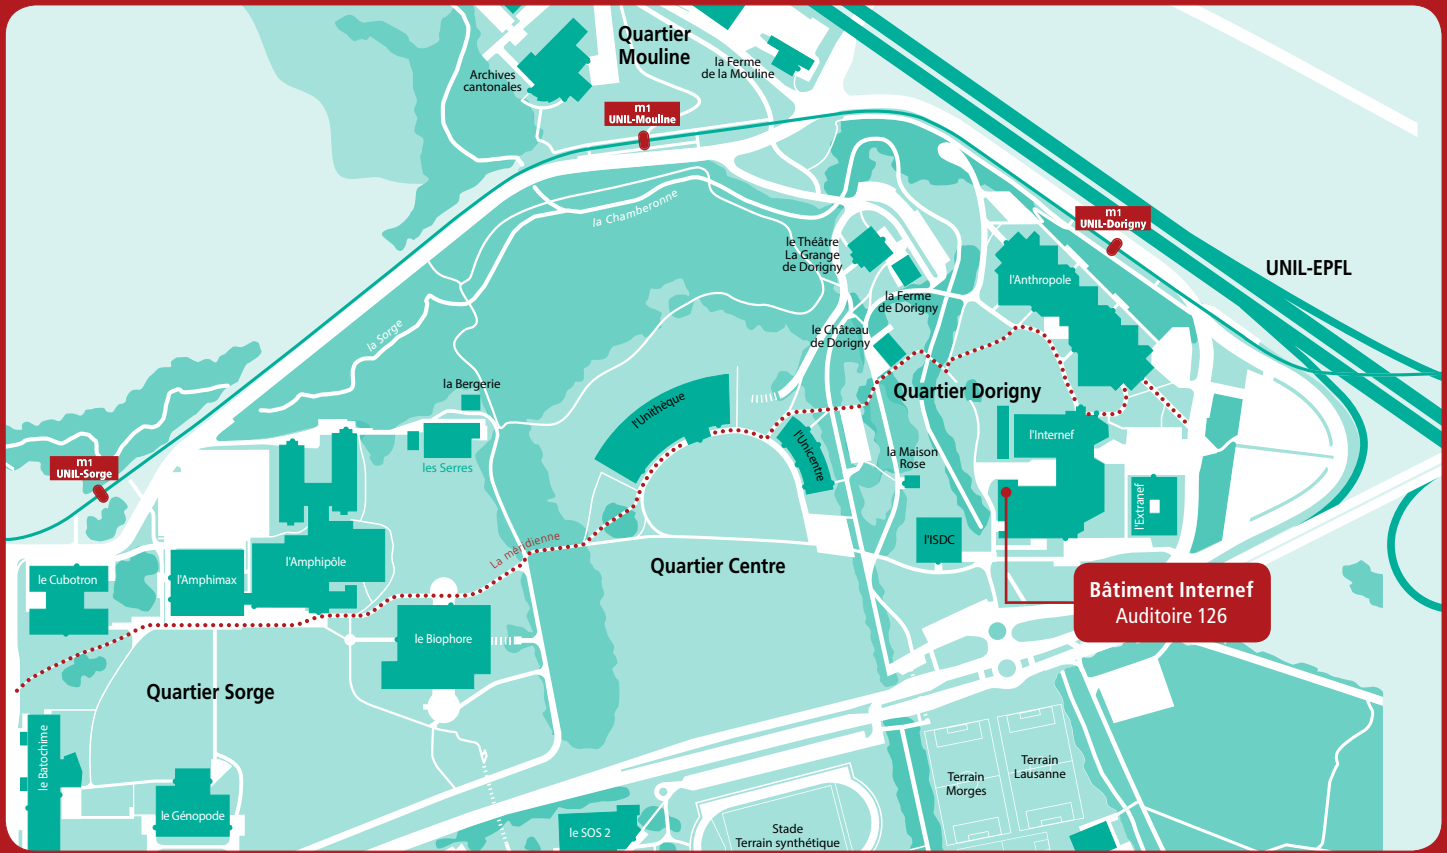 Quartier
Mouline
la Ferme
de la Mouline
Archives
cantonales
m1
UNIL-Mouline
la Chamberonne
m1
UNIL-Dorigny
UNIL-EPFL
le Théâtre
La Grange
de Dorigny
l'Anthropole
la Ferme
de Dorigny
le Château
de Dorigny
la Sorge
la Bergerie
l'Unithèque
Quartier Dorigny
l'Internef
l'Unicentre
la Maison
Rose
les Serres
m1
UNIL-Sorge
l'Extranef
l'ISDC
La méridienne
Quartier Centre
le Cubotron
l'Amphimax
l'Amphipôle
Bâtiment Internef
Auditoire 126
le Biophore
Quartier Sorge
le Batochime
le Génopode
Terrain
Lausanne
Terrain
Morges
le SOS 2
Stade
Terrain synthétique